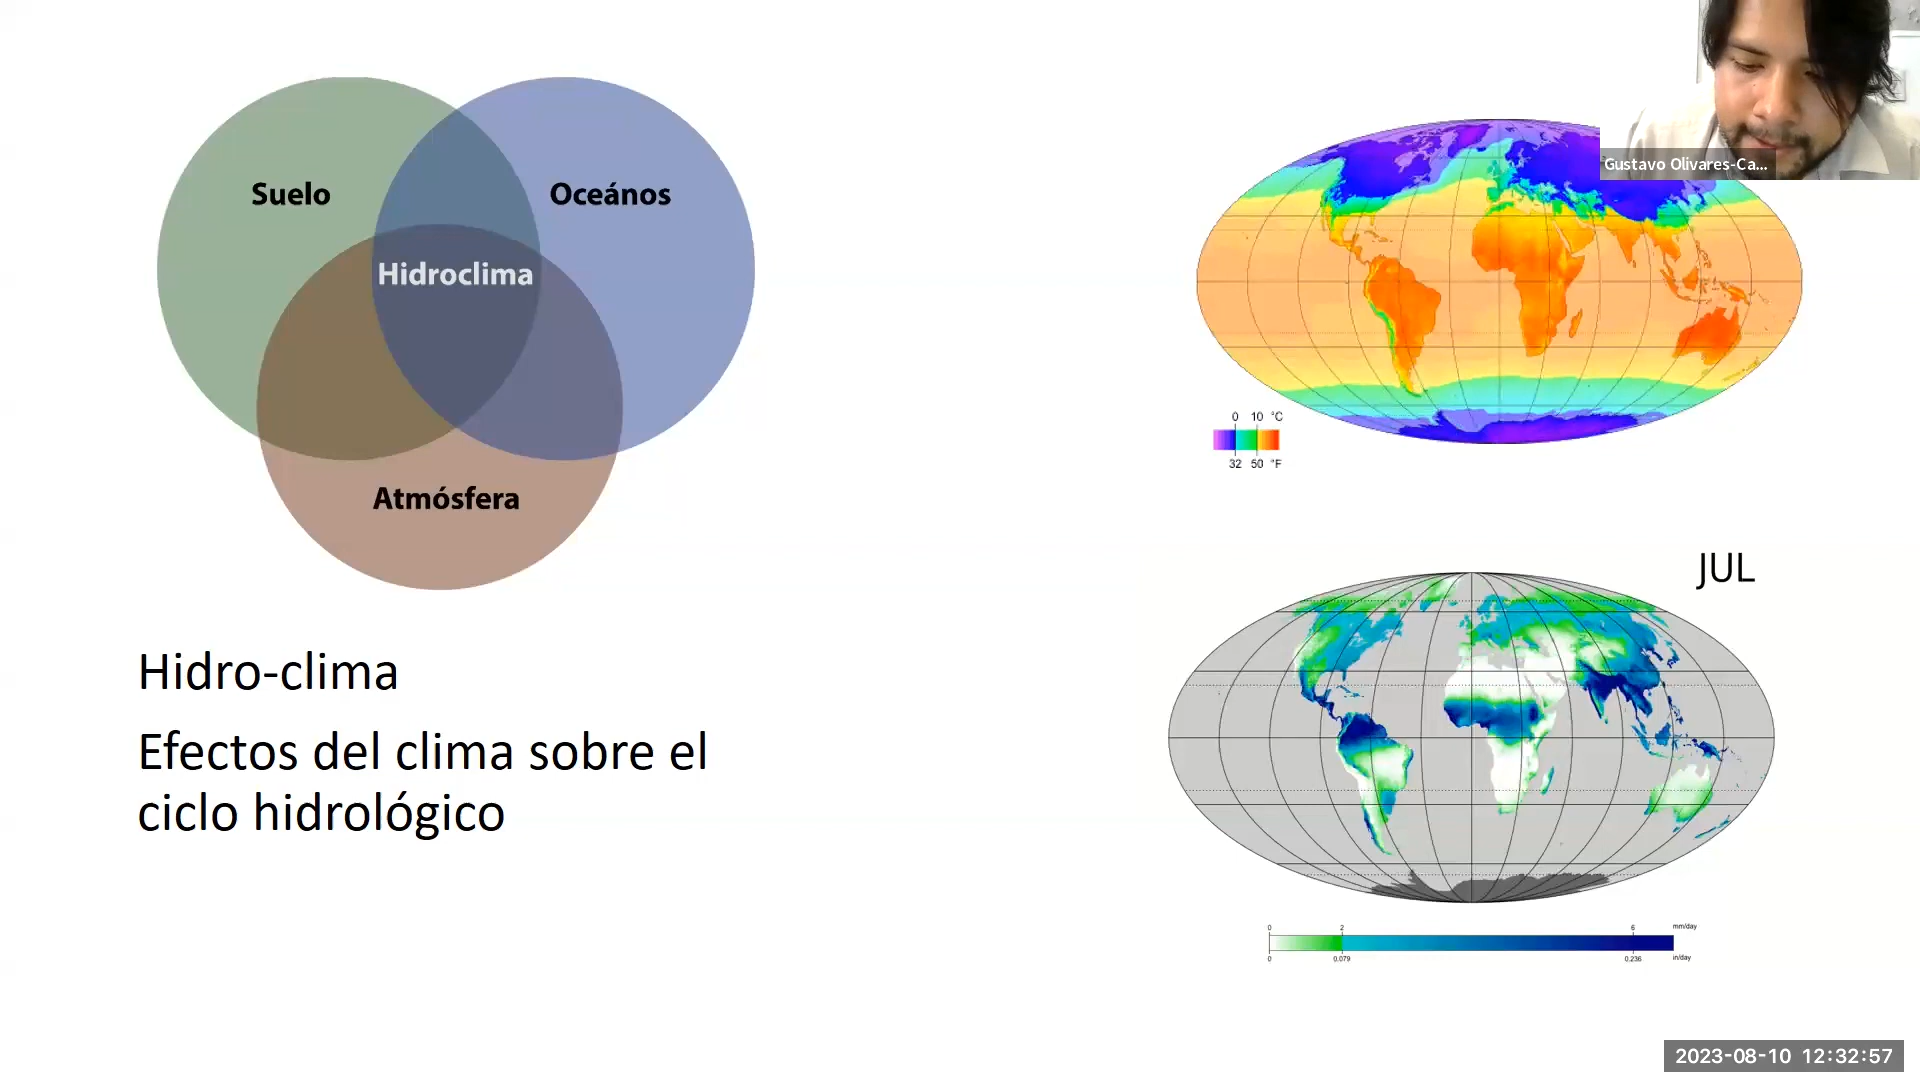 Suelo
Oceános
Hidroclima
Atmósfera
Hidro-clima
Efectos del clima sobre el
ciclo hidrológico
Gustavo Olivares-Ca...
0 10 °C
32 50 °F
JUL
0 2 6 mm/day
0 0.079 0.236 in/day
2023-08-10 12:32:57